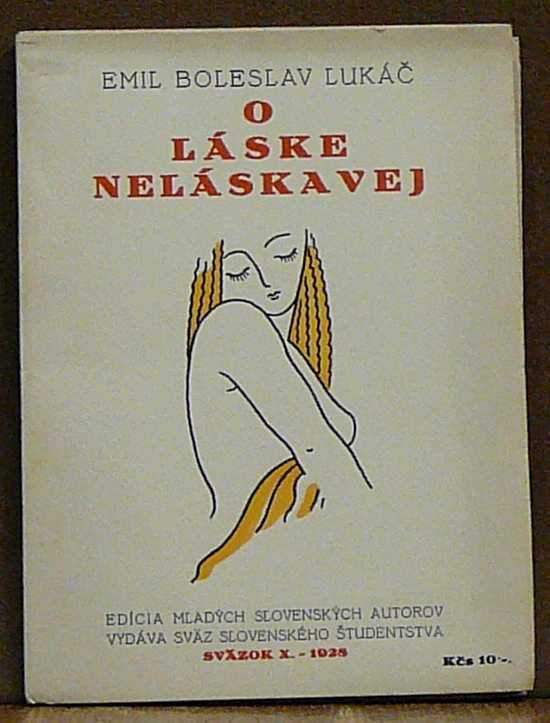 EMIL BOLESLAV LUKÁČ
O
LÁSKE
NELÁSKAVEJ
EDÍCIA MLADÝCH SLOVENSKÝCH AUTOROV
VYDÁVA SVÄZ SLOVENSKÉHO ŠTUDENTSTVA
SVÄZOK X. - 1928
Kčs 10·-.